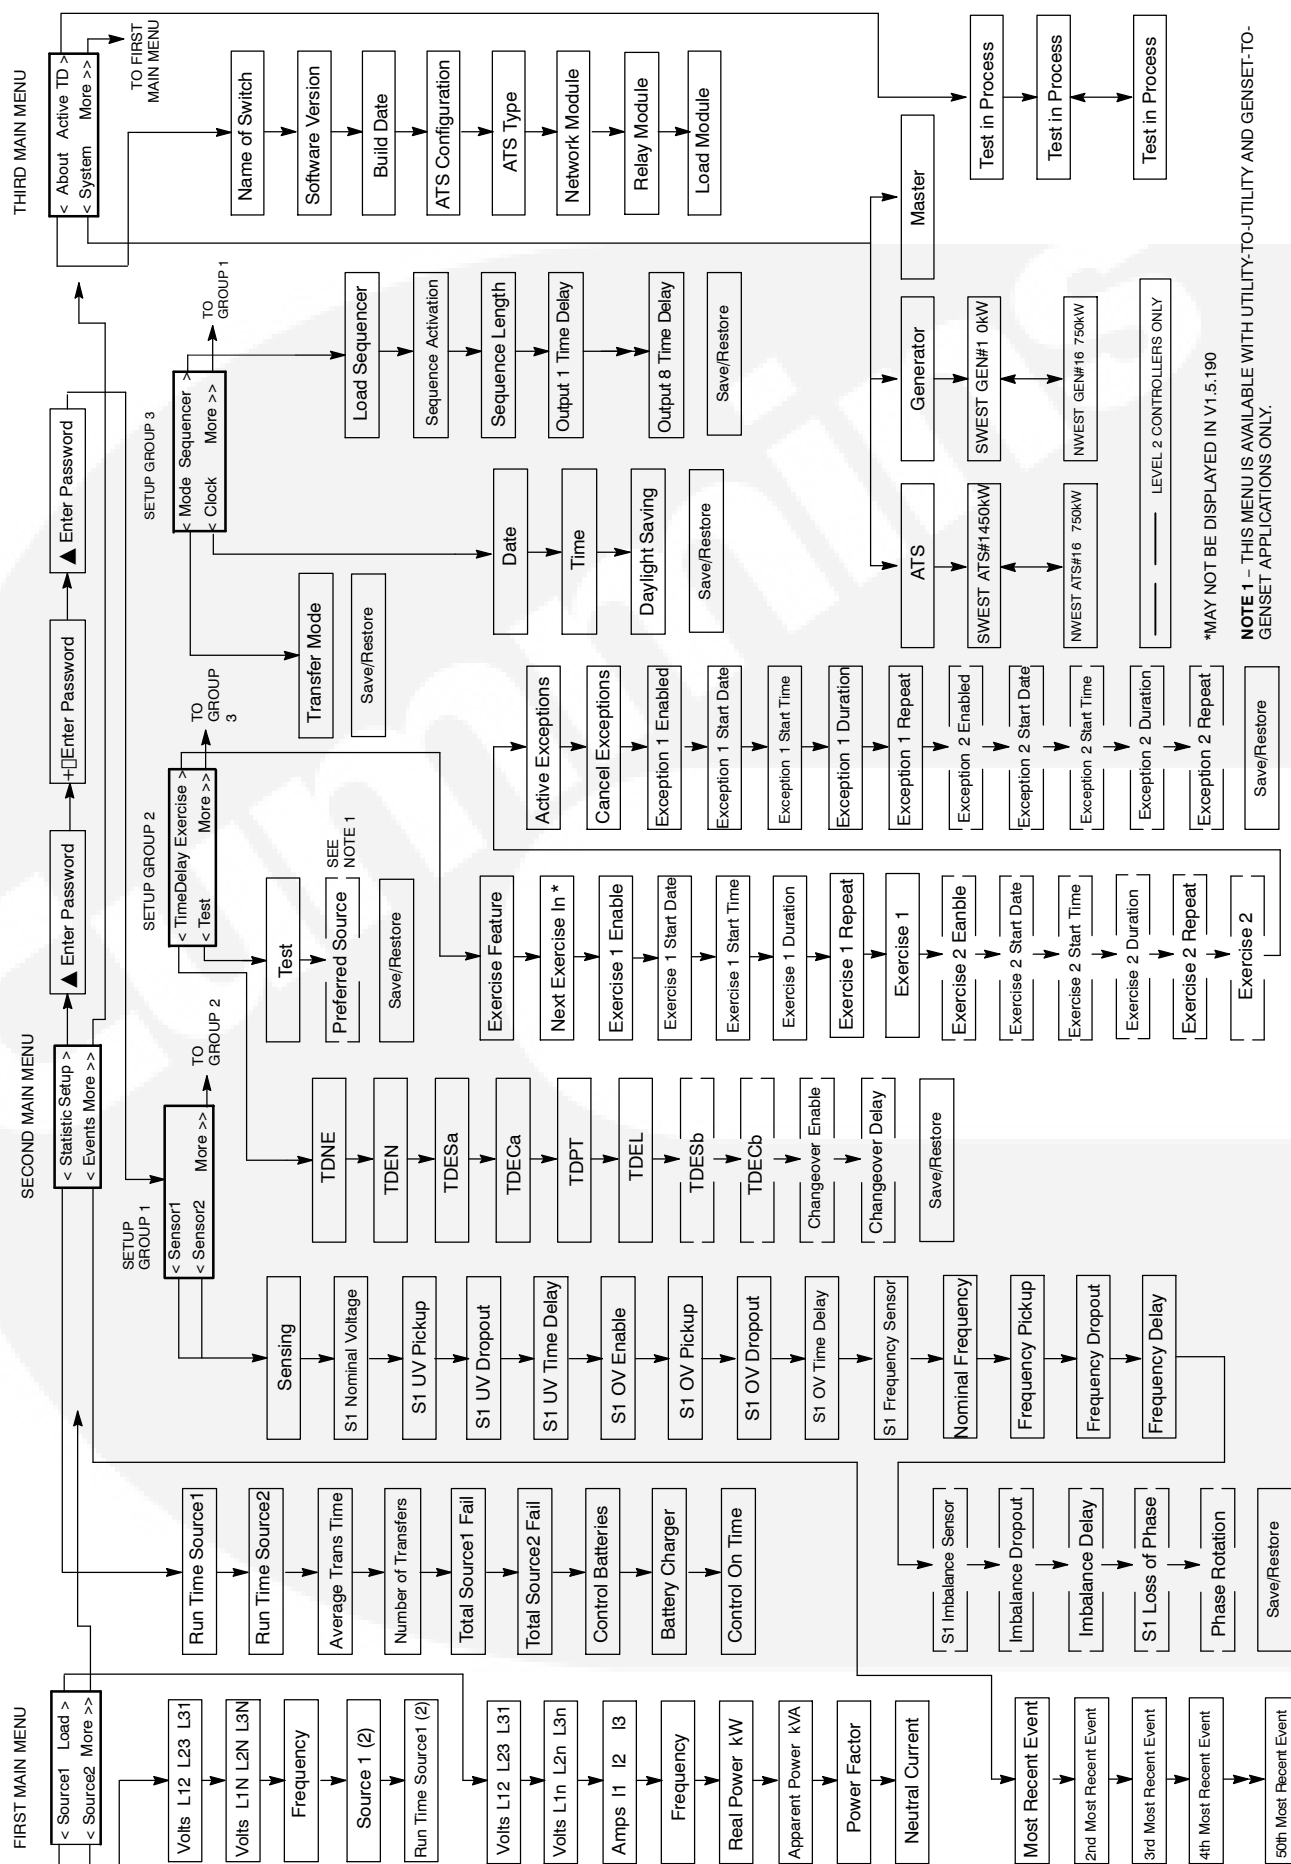 FIRST MAIN MENU
< Source1 Load >
< Source2 More >>
Volts L12 L23 L31
Volts L1N L2N L3N
Frequency
Source 1 (2)
Run Time Source1 (2)
Volts L12 L23 L31
Volts L1n L2n L3n
Amps I1 I2 I3
Frequency
Real Power kW
Apparent Power kVA
Power Factor
Neutral Current
Most Recent Event
2nd Most Recent Event
3rd Most Recent Event
4th Most Recent Event
50th Most Recent Event
SECOND MAIN MENU
< Statistic Setup >
< Events More >>
Run Time Source1
Run Time Source2
Average Trans Time
Number of Transfers
Total Source1 Fail
Total Source2 Fail
Control Batteries
Battery Charger
Control On Time
▲ Enter Password
+▯Enter Password
▲ Enter Password
SETUP
GROUP 1
< Sensor1
< Sensor2 More >>
TO
GROUP 2
Sensing
S1 Nominal Voltage
S1 UV Pickup
S1 UV Dropout
S1 UV Time Delay
S1 OV Enable
S1 OV Pickup
S1 OV Dropout
S1 OV Time Delay
S1 Frequency Sensor
Nominal Frequency
Frequency Pickup
Frequency Dropout
Frequency Delay
S1 Imbalance Sensor
Imbalance Dropout
Imbalance Delay
S1 Loss of Phase
Phase Rotation
Save/Restore
SETUP GROUP 2
< TimeDelay Exercise >
< Test More >>
TO
GROUP
3
TDNE
TDEN
TDESa
TDECa
TDPT
TDEL
TDESb
TDECb
Changeover Enable
Changeover Delay
Save/Restore
Test
Preferred Source
SEE
NOTE 1
Save/Restore
Exercise Feature
Next Exercise In *
Exercise 1 Enable
Exercise 1 Start Date
Exercise 1 Start Time
Exercise 1 Duration
Exercise 1 Repeat
Exercise 1
Exercise 2 Eanble
Exercise 2 Start Date
Exercise 2 Start Time
Exercise 2 Duration
Exercise 2 Repeat
Exercise 2
Active Exceptions
Cancel Exceptions
Exception 1 Enabled
Exception 1 Start Date
Exception 1 Start Time
Exception 1 Duration
Exception 1 Repeat
Exception 2 Enabled
Exception 2 Start Date
Exception 2 Start Time
Exception 2 Duration
Exception 2 Repeat
Save/Restore
SETUP GROUP 3
< Mode Sequencer >
< Clock More >>
TO
GROUP 1
Transfer Mode
Save/Restore
Date
Time
Daylight Saving
Save/Restore
Load Sequencer
Sequence Activation
Sequence Length
Output 1 Time Delay
Output 8 Time Delay
Save/Restore
THIRD MAIN MENU
< About Active TD >
< System More >>
TO FIRST
MAIN MENU
Name of Switch
Software Version
Build Date
ATS Configuration
ATS Type
Network Module
Relay Module
Load Module
ATS
SWEST ATS#1450kW
NWEST ATS#16 750kW
Generator
SWEST GEN#1 0kW
NWEST GEN#16 750kW
Master
Test in Process
Test in Process
Test in Process
LEVEL 2 CONTROLLERS ONLY
*MAY NOT BE DISPLAYED IN V1.5.190
NOTE 1 – THIS MENU IS AVAILABLE WITH UTILITY-TO-UTILITY AND GENSET-TO-
GENSET APPLICATIONS ONLY.
cummins